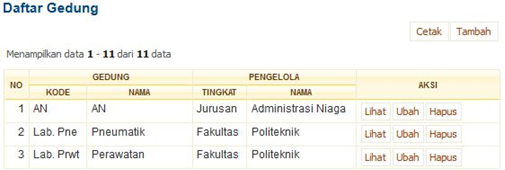 Daftar Gedung
Cetak Tambah
Menampilkan data 1 - 11 dari 11 data
NO GEDUNG PENGELOLA AKSI
KODE NAMA TINGKAT NAMA
1 AN AN Jurusan Administrasi Niaga Lihat Ubah Hapus
2 Lab. Pne Pneumatik Fakultas Politeknik Lihat Ubah Hapus
3 Lab. Prwt Perawatan Fakultas Politeknik Lihat Ubah Hapus